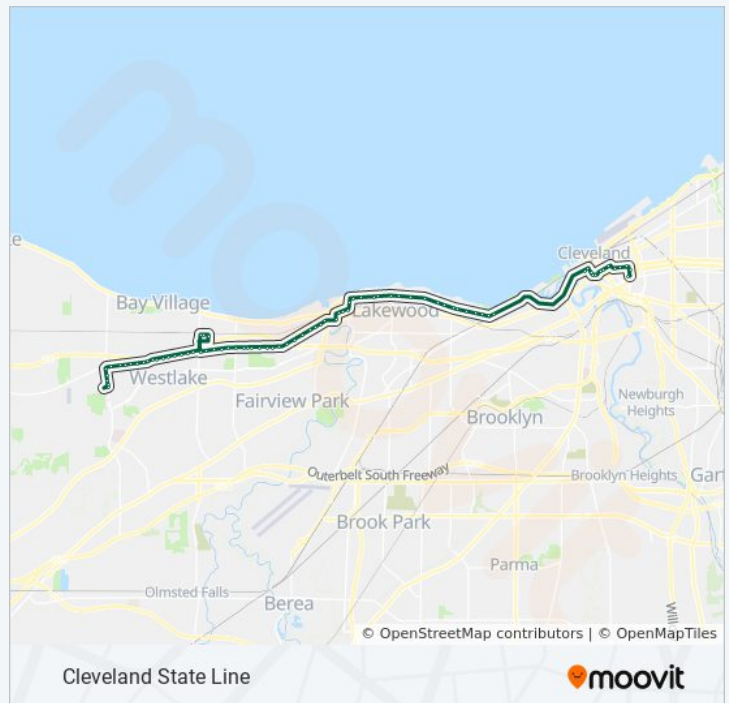 Cleveland
Bay Village
Lakewood
Westlake
Newburgh
Heights
Fairview Park
Brooklyn
Outerbelt South Freeway
Brooklyn Heights
Brook Park
Parma
Olmsted Falls
Berea
© OpenStreetMap contributors | © OpenMapTiles
Cleveland State Line
moovit